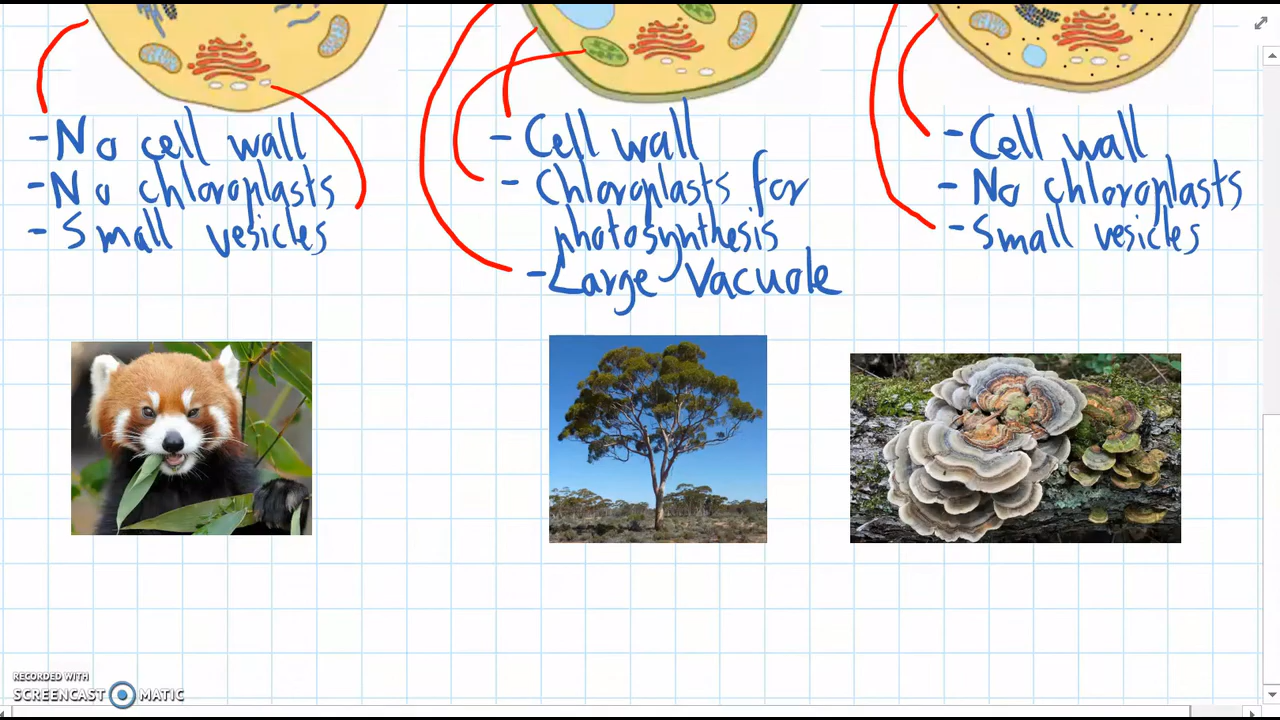 - No cell wall
- No chloroplasts
- Small vesicles
- Cell wall
- Chloroplasts for
photosynthesis
- Large Vacuole
- Cell wall
- No chloroplasts
- Small vesicles
RECORDED WITH
SCREENCAST MATIC